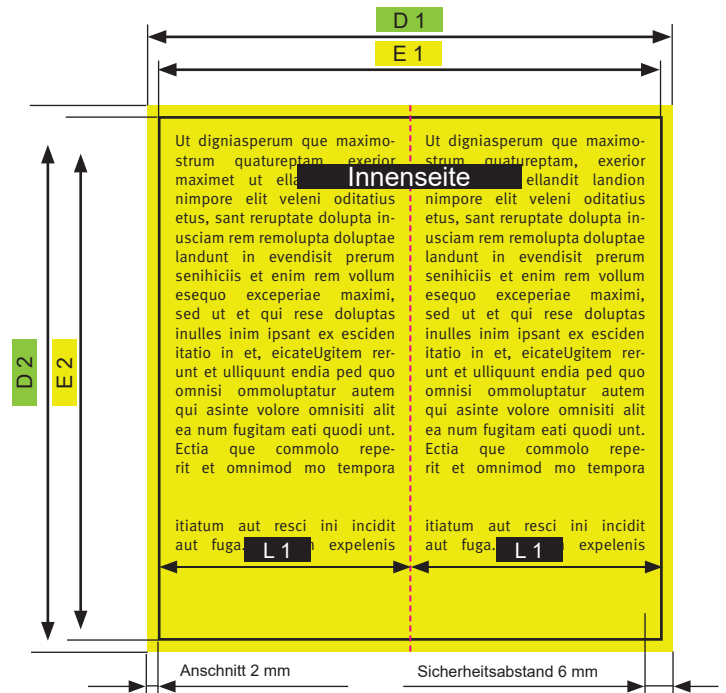 D 1
E 1
Innenseite
D 2
E 2
Ut digniasperum que maximo-
strum quatureptam exerior
maximet ut
nimpore elit veleni oditatius
etus, sant reruptate dolupta in-
usciam rem remolupta doluptae
landunt in evendisit prerum
senihiciis et enim rem vollum
esequo exceperiae maximi,
sed ut et qui rese doluptas
inulles inim ipsant ex esciden
itatio in et, eicateUgitem rer-
unt et ulliquunt endia ped quo
omnisi ommoluptatur autem
qui asinte volore omnisiti alit
ea num fugitam eati quodi unt.
Ectia que commolo repe-
rit et omnimod mo tempora
itiatum aut resci ini incidit
aut fuga. expelenis
L 1
Ut digniasperum que maximo-
strum quatureptam, exerior
ellandit landion
nimpore elit veleni oditatius
etus, sant reruptate dolupta in-
usciam rem remolupta doluptae
landunt in evendisit prerum
senihiciis et enim rem vollum
esequo exceperiae maximi,
sed ut et qui rese doluptas
inulles inim ipsant ex esciden
itatio in et, eicateUgitem rer-
unt et ulliquunt endia ped quo
omnisi ommoluptatur autem
qui asinte volore omnisiti alit
ea num fugitam eati quodi unt.
Ectia que commolo repe-
rit et omnimod mo tempora
itiatum aut resci ini incidit
aut fuga. expelenis
L 1
Anschnitt 2 mm
Sicherheitsabstand 6 mm